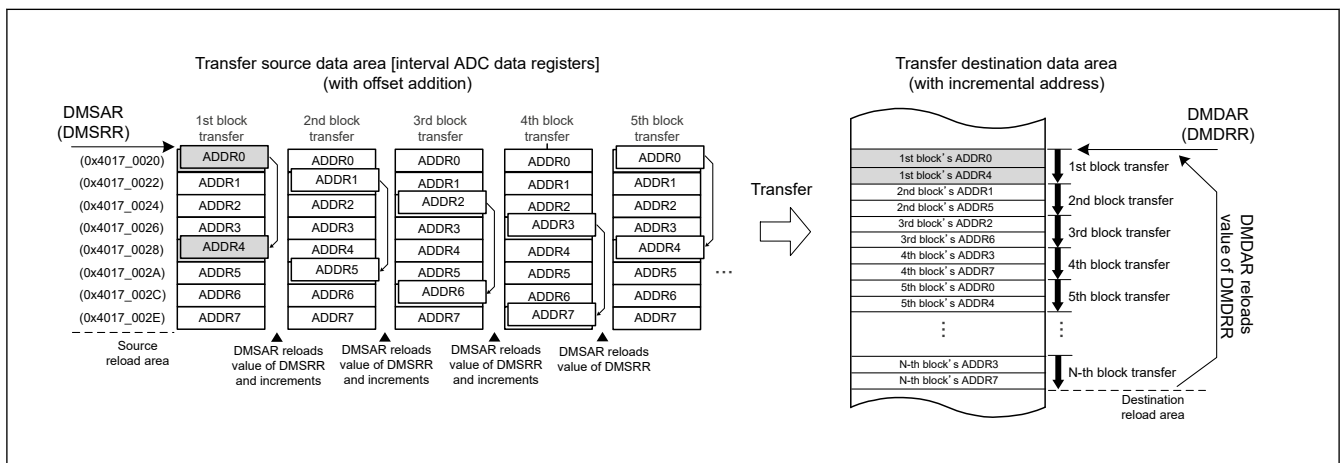 Transfer source data area [interval ADC data registers]
(with offset addition)
DMSAR
(DMSRR)
1st block
transfer
2nd block
transfer
3rd block
transfer
4th block
transfer
5th block
transfer
(0x4017_0020)
(0x4017_0022)
(0x4017_0024)
(0x4017_0026)
(0x4017_0028)
(0x4017_002A)
(0x4017_002C)
(0x4017_002E)
Source
reload area
ADDR0
ADDR1
ADDR2
ADDR3
ADDR4
ADDR5
ADDR6
ADDR7
ADDR0
ADDR1
ADDR2
ADDR3
ADDR4
ADDR5
ADDR6
ADDR7
ADDR0
ADDR1
ADDR2
ADDR3
ADDR4
ADDR5
ADDR6
ADDR7
ADDR0
ADDR1
ADDR2
ADDR3
ADDR4
ADDR5
ADDR6
ADDR7
ADDR0
ADDR1
ADDR2
ADDR3
ADDR4
ADDR5
ADDR6
ADDR7
...
DMSAR reloads
value of DMSRR
and increments
DMSAR reloads
value of DMSRR
and increments
DMSAR reloads
value of DMSRR
and increments
DMSAR reloads
value of DMSRR
Transfer
Transfer destination data area
(with incremental address)
DMDAR
(DMDRR)
1st block's ADDR0
1st block's ADDR4
2nd block's ADDR1
2nd block's ADDR5
3rd block's ADDR2
3rd block's ADDR6
4th block's ADDR3
4th block's ADDR7
5th block's ADDR0
5th block's ADDR4
N-th block's ADDR3
N-th block's ADDR7
1st block transfer
2nd block transfer
3rd block transfer
4th block transfer
5th block transfer
N-th block transfer
Destination
reload area
DMDAR reloads
value of DMDRR